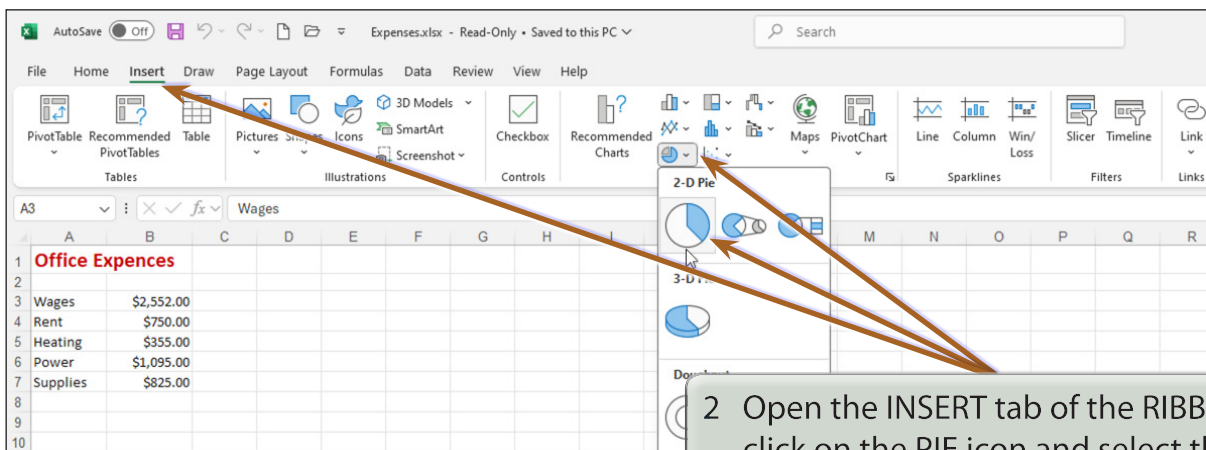 AutoSave Off Expenses.xlsx - Read-Only • Saved to this PC Search
File Home Insert Draw Page Layout Formulas Data Review View Help
PivotTable Recommended PivotTables Table Pictures Icons 3D Models SmartArt Screenshot Checkbox Recommended Charts Maps PivotChart Line Column Win/Loss Slicer Timeline Link
Tables Illustrations Controls Sparklines Filters Links
2-D Pie
A3 fx Wages
A B C D E F G H M N O P Q R
1 Office Expences
2
3-D
3 Wages $2,552.00
4 Rent $750.00
5 Heating $355.00
6 Power $1,095.00
7 Supplies $825.00
8
9
10
2 Open the INSERT tab of the RIBB
click on the PIE icon and select th